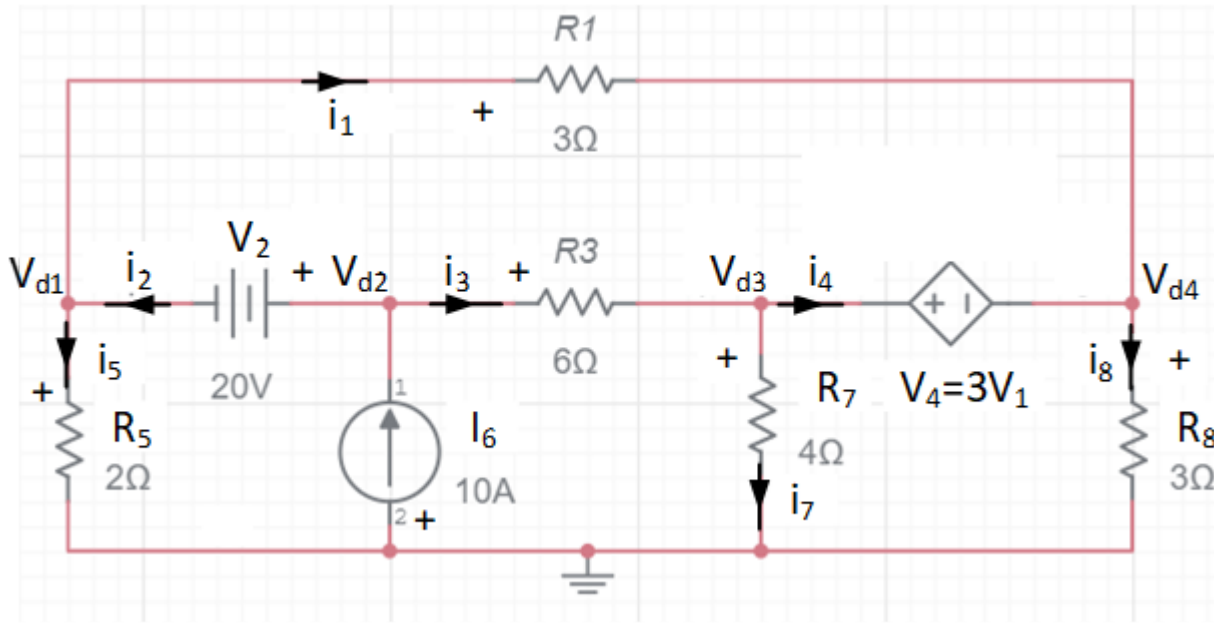 R1
i₁
+
3Ω
V₂
R3
Vd1
i₂
+
Vd2
i₃
+
Vd3
i₄
+ −
Vd4
i₅
+
20V
1
6Ω
+
R₇
V₄=3V₁
i₈
+
R₅
2Ω
I₆
10A
4Ω
R₈
3Ω
2
+
i₇